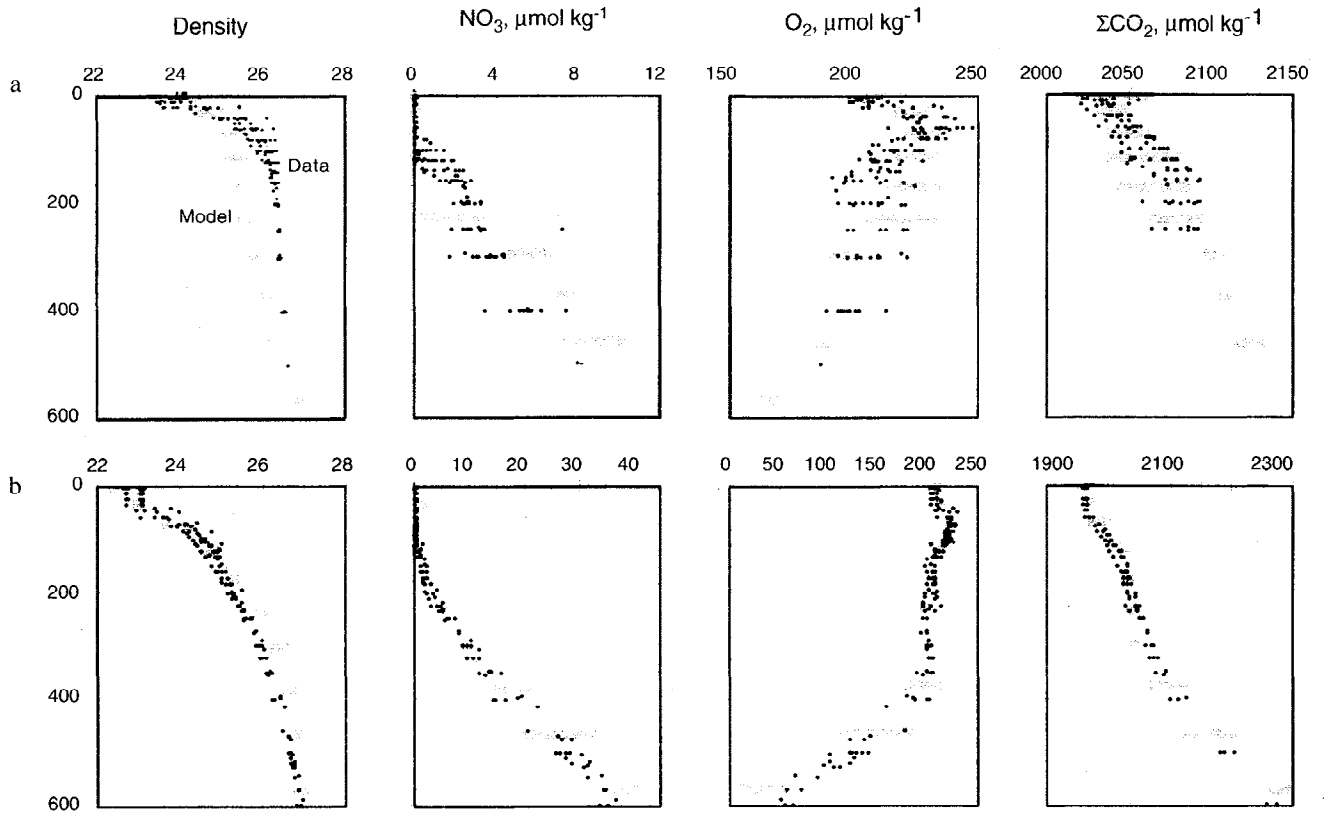 Density
NO3, μmol kg-1
O2, μmol kg-1
ΣCO2, μmol kg-1
22 24 26 28
0 4 8 12
150 200 250
2000 2050 2100 2150
a
0
200
400
600
Data
Model
22 24 26 28
0 10 20 30 40
0 50 100 150 200 250
1900 2100 2300
b
0
200
400
600